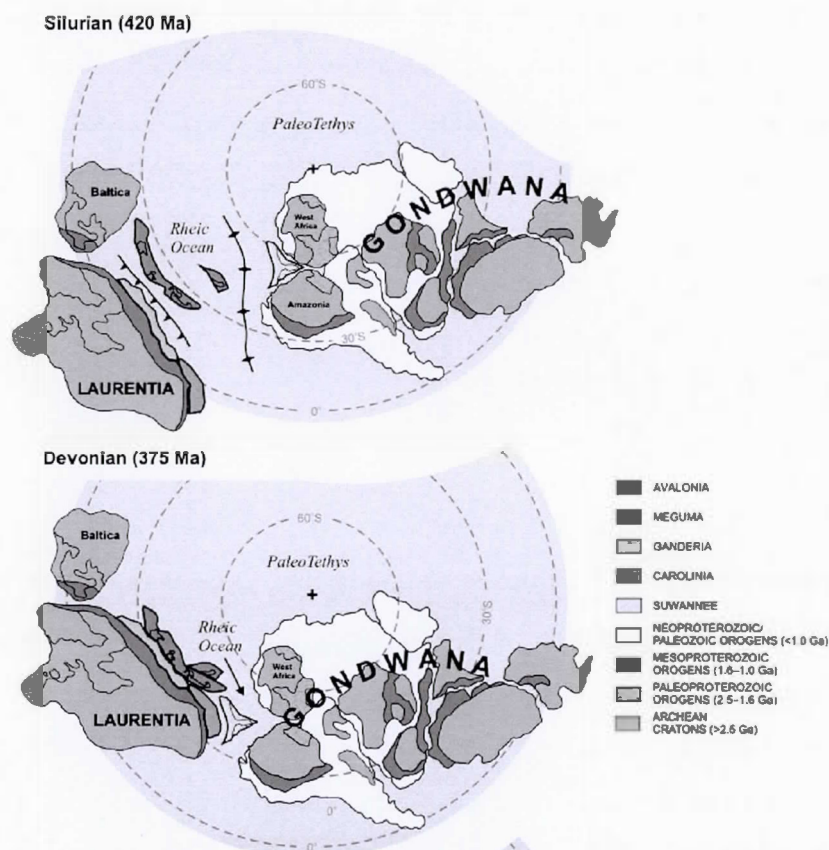 Silurian (420 Ma)
60°S
PaleoTethys
Baltica
Rheic
Ocean
West
Africa
GONDWANA
Amazonia
30°S
LAURENTIA
0°
Devonian (375 Ma)
60°S
Baltica
PaleoTethys
30°S
Rheic
Ocean
West
Africa
GONDWANA
LAURENTIA
0°
0°
AVALONIA
MEGUMA
GANDERIA
CAROLINIA
SUWANNEE
NEOPROTEROZOIC/
PALEOZOIC OROGENS (<1.0 Ga)
MESOPROTEROZOIC
OROGENS (1.6–1.0 Ga)
PALEOPROTEROZOIC
OROGENS (2.5–1.6 Ga)
ARCHEAN
CRATONS (>2.5 Ga)